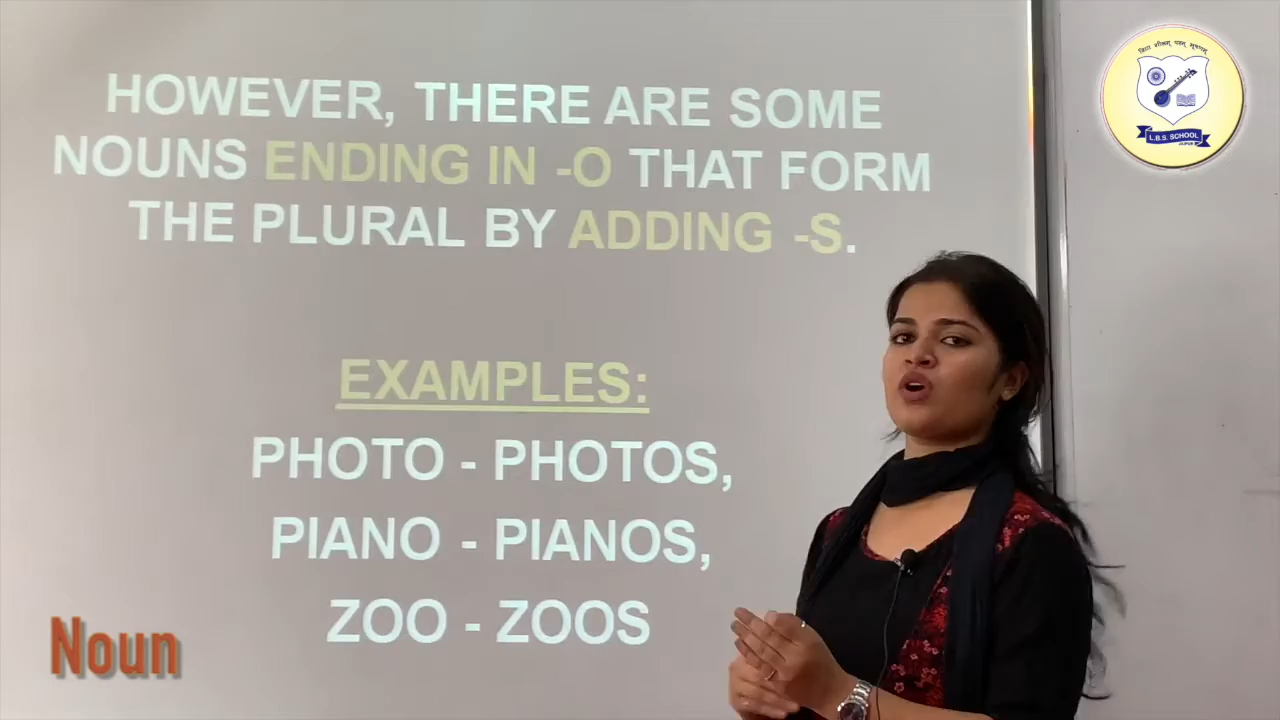 HOWEVER, THERE ARE SOME
NOUNS ENDING IN -O THAT FORM
THE PLURAL BY ADDING -S.
EXAMPLES:
PHOTO - PHOTOS,
PIANO - PIANOS,
ZOO - ZOOS
Noun
L.B.S. SCHOOL
JAIPUR